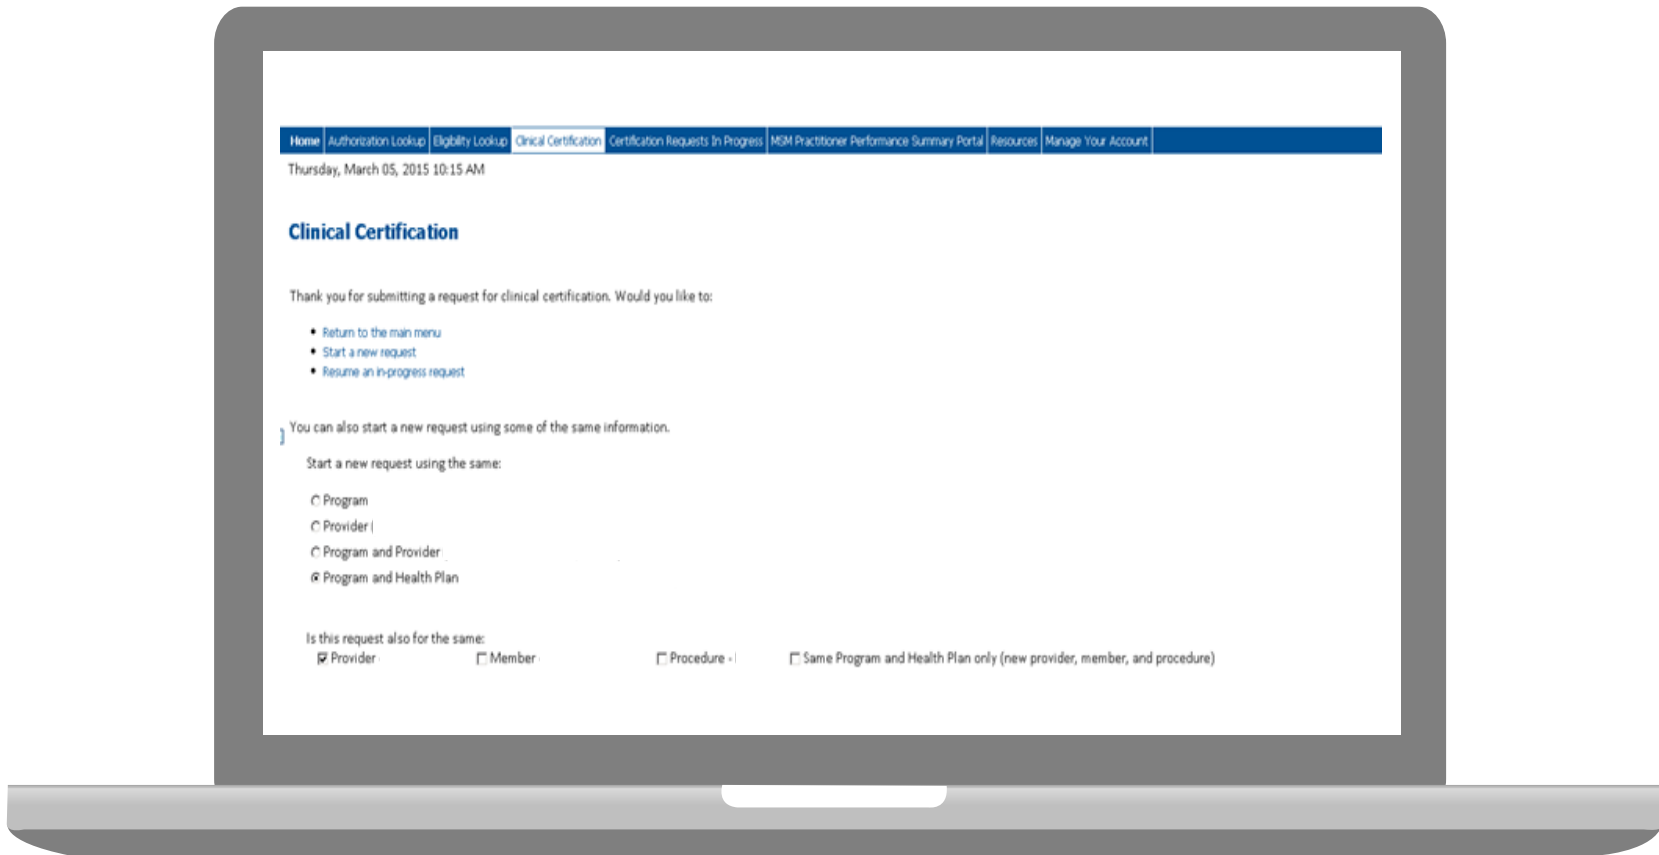 Home Authorization Lookup Eligibility Lookup Clinical Certification Certification Requests In Progress MSM Practitioner Performance Summary Portal Resources Manage Your Account
Thursday, March 05, 2015 10:15 AM
Clinical Certification
Thank you for submitting a request for clinical certification. Would you like to:
• Return to the main menu
• Start a new request
• Resume an in-progress request
You can also start a new request using some of the same information.
Start a new request using the same:
Program
Provider
Program and Provider
Program and Health Plan
Is this request also for the same:
Provider Member Procedure - Same Program and Health Plan only (new provider, member, and procedure)